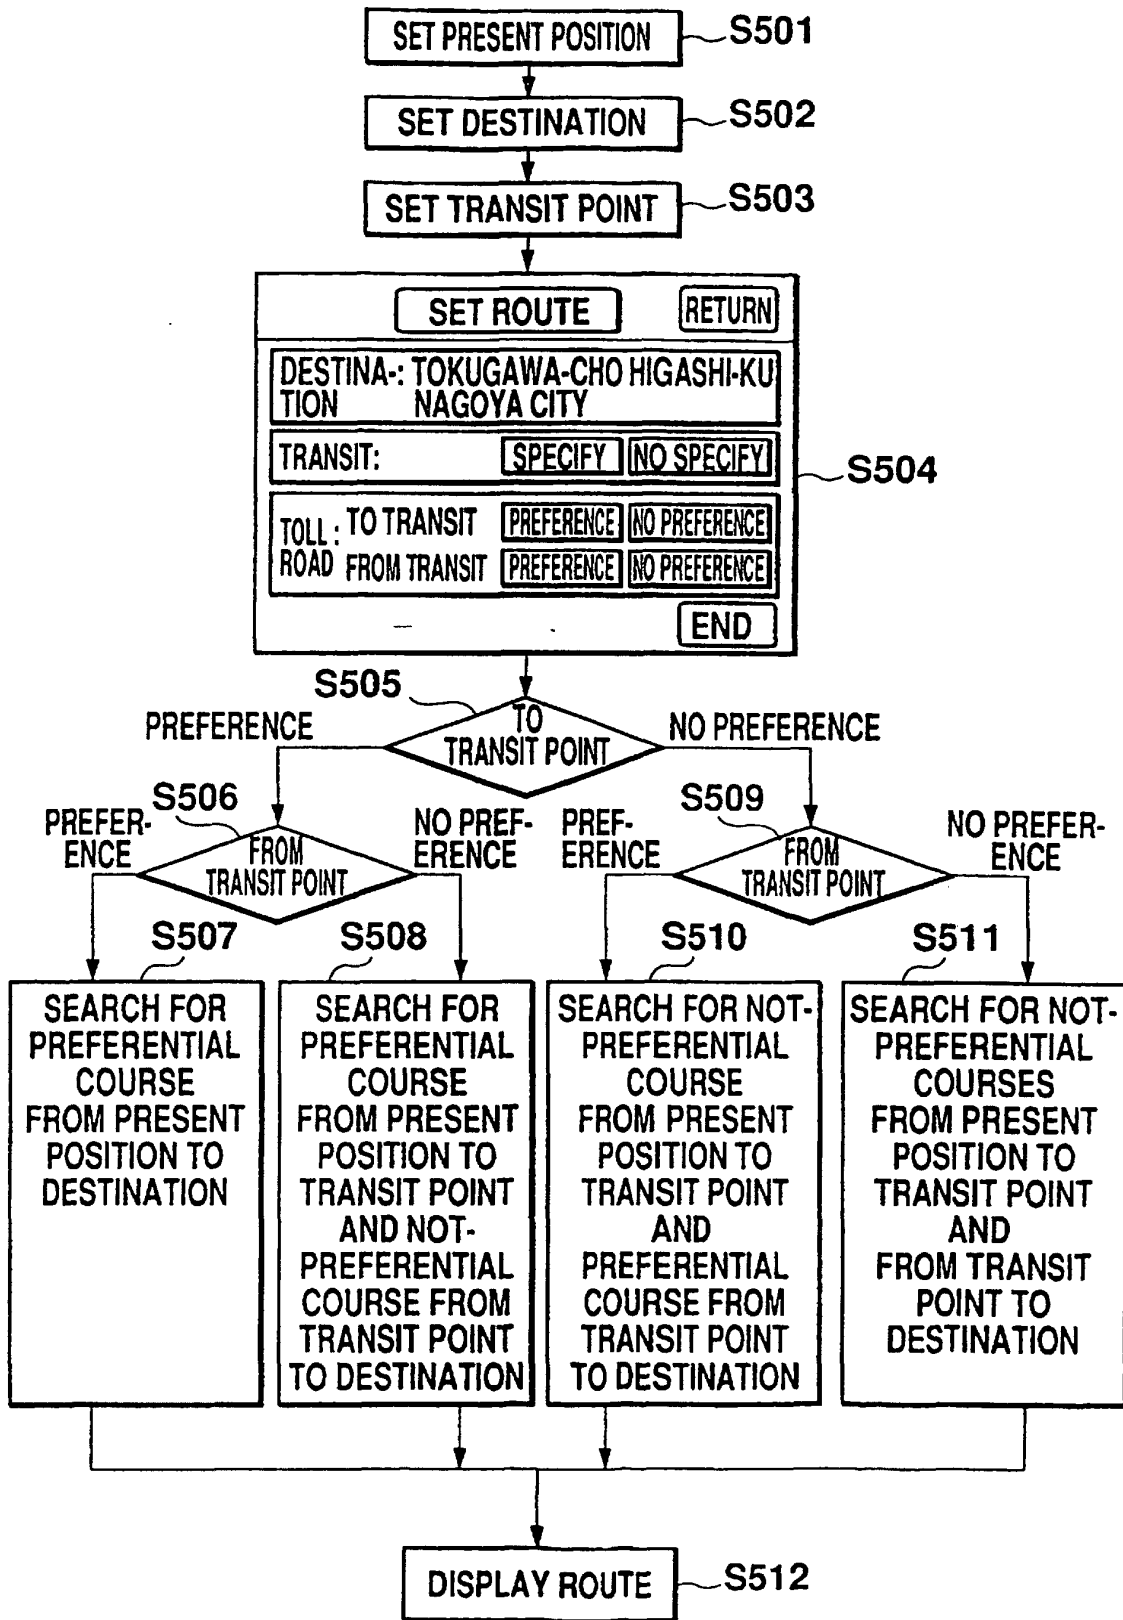 SET PRESENT POSITION
S501
SET DESTINATION
S502
SET TRANSIT POINT
S503
SET ROUTE
RETURN
DESTINA-: TOKUGAWA-CHO HIGASHI-KU
TION NAGOYA CITY
TRANSIT: SPECIFY NO SPECIFY
S504
TOLL : TO TRANSIT PREFERENCE NO PREFERENCE
ROAD FROM TRANSIT PREFERENCE NO PREFERENCE
END
S505
TO
TRANSIT POINT
PREFERENCE
NO PREFERENCE
S506
PREFER-
ENCE
FROM
TRANSIT POINT
NO PREF-
ERENCE
S509
PREF-
ERENCE
FROM
TRANSIT POINT
NO PREFER-
ENCE
S507
SEARCH FOR
PREFERENTIAL
COURSE
FROM PRESENT
POSITION TO
DESTINATION
S508
SEARCH FOR
PREFERENTIAL
COURSE
FROM PRESENT
POSITION TO
TRANSIT POINT
AND NOT-
PREFERENTIAL
COURSE FROM
TRANSIT POINT
TO DESTINATION
S510
SEARCH FOR NOT-
PREFERENTIAL
COURSE
FROM PRESENT
POSITION TO
TRANSIT POINT
AND
PREFERENTIAL
COURSE FROM
TRANSIT POINT
TO DESTINATION
S511
SEARCH FOR NOT-
PREFERENTIAL
COURSES
FROM PRESENT
POSITION TO
TRANSIT POINT
AND
FROM TRANSIT
POINT TO
DESTINATION
DISPLAY ROUTE
S512